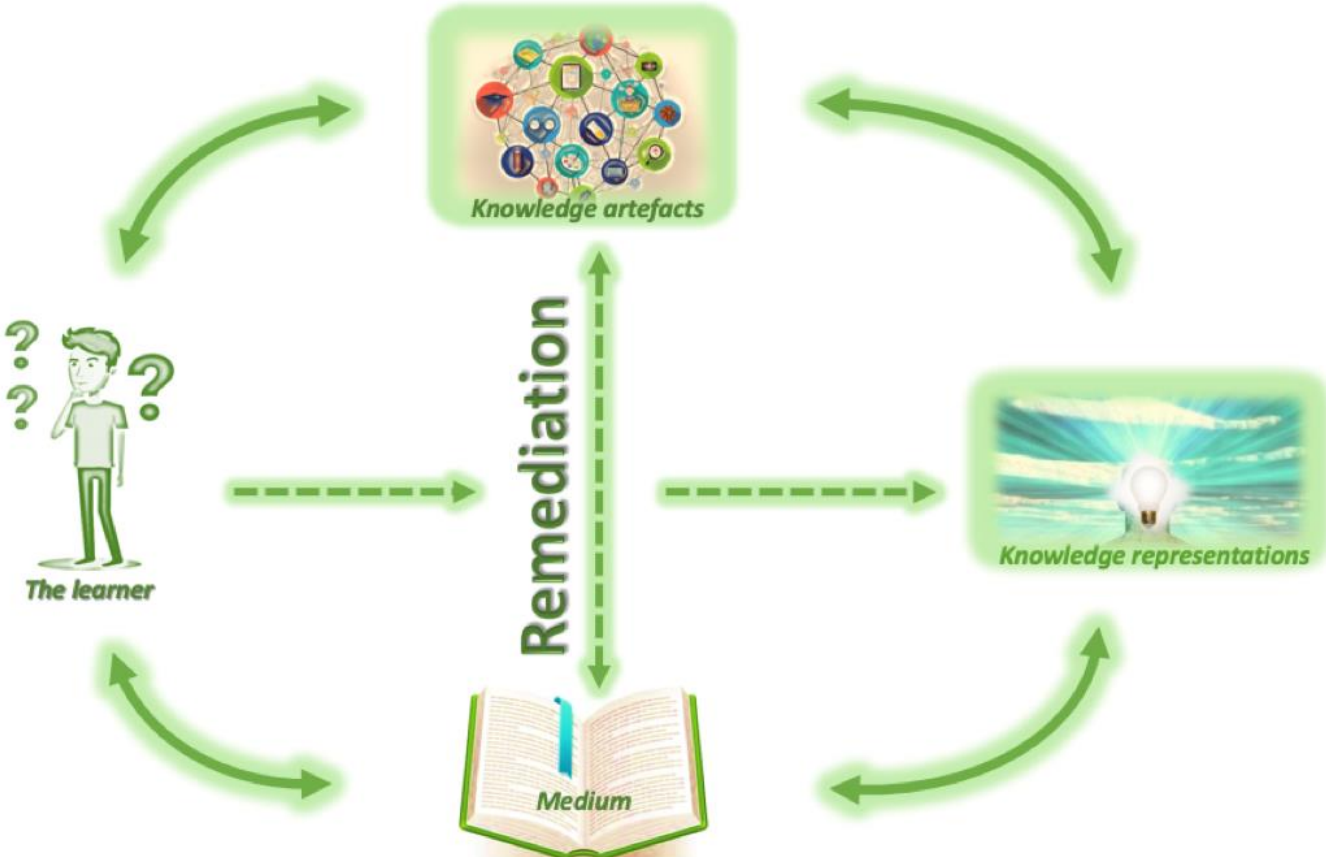 Knowledge artefacts
Remediation
? ? ?
The learner
Knowledge representations
Medium